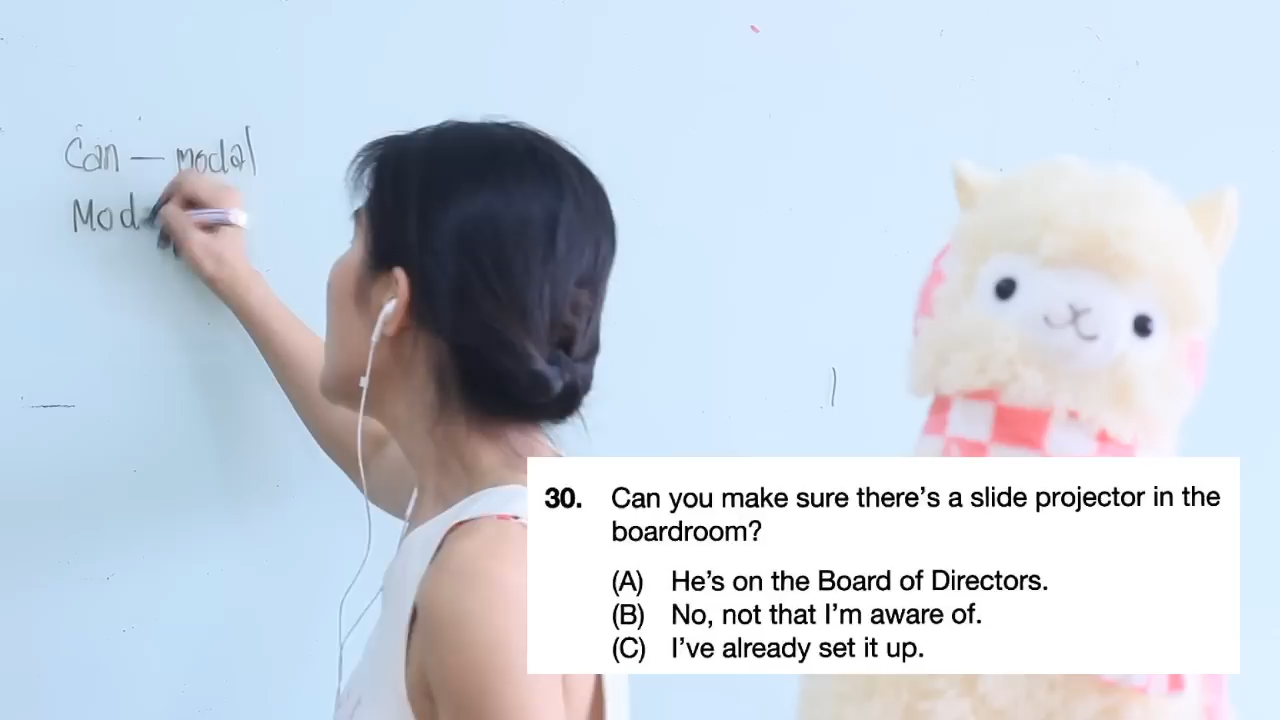 Can — modal
Mod
30. Can you make sure there's a slide projector in the
boardroom?
(A) He's on the Board of Directors.
(B) No, not that I'm aware of.
(C) I've already set it up.